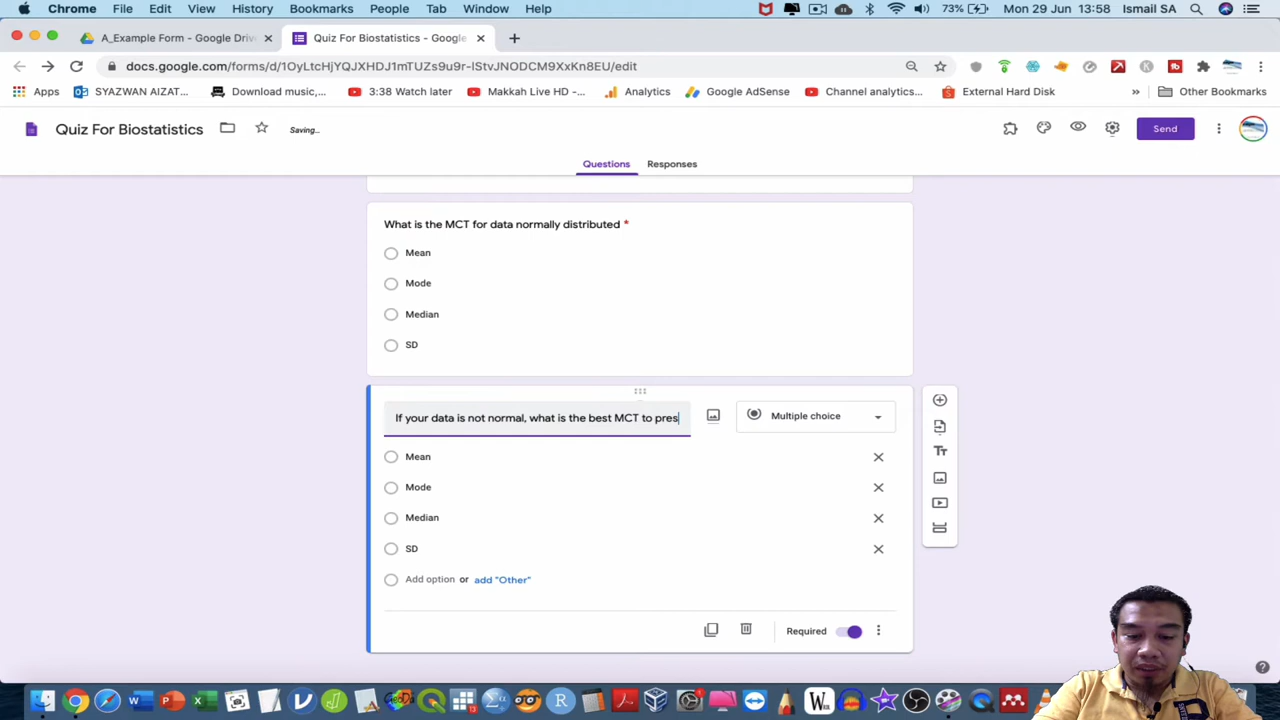 Chrome File Edit View History Bookmarks People Tab Window Help 73% Mon 29 Jun 13:58 Ismail SA
A_Example Form - Google Driv Quiz For Biostatistics - Google
docs.google.com/forms/d/1OyLtcHjYQJXHDJ1mTUZs9u9r-IStvJNODCM9XxKn8EU/edit
Apps SYAZWAN AIZAT... Download music,... 3:38 Watch later Makkah Live HD -... Analytics Google AdSense Channel analytics... External Hard Disk » Other Bookmarks
Quiz For Biostatistics Saving... Send
Questions Responses
What is the MCT for data normally distributed *
Mean
Mode
Median
SD
If your data is not normal, what is the best MCT to pres Multiple choice
Mean
Mode
Median
SD
Add option or add "Other"
Required